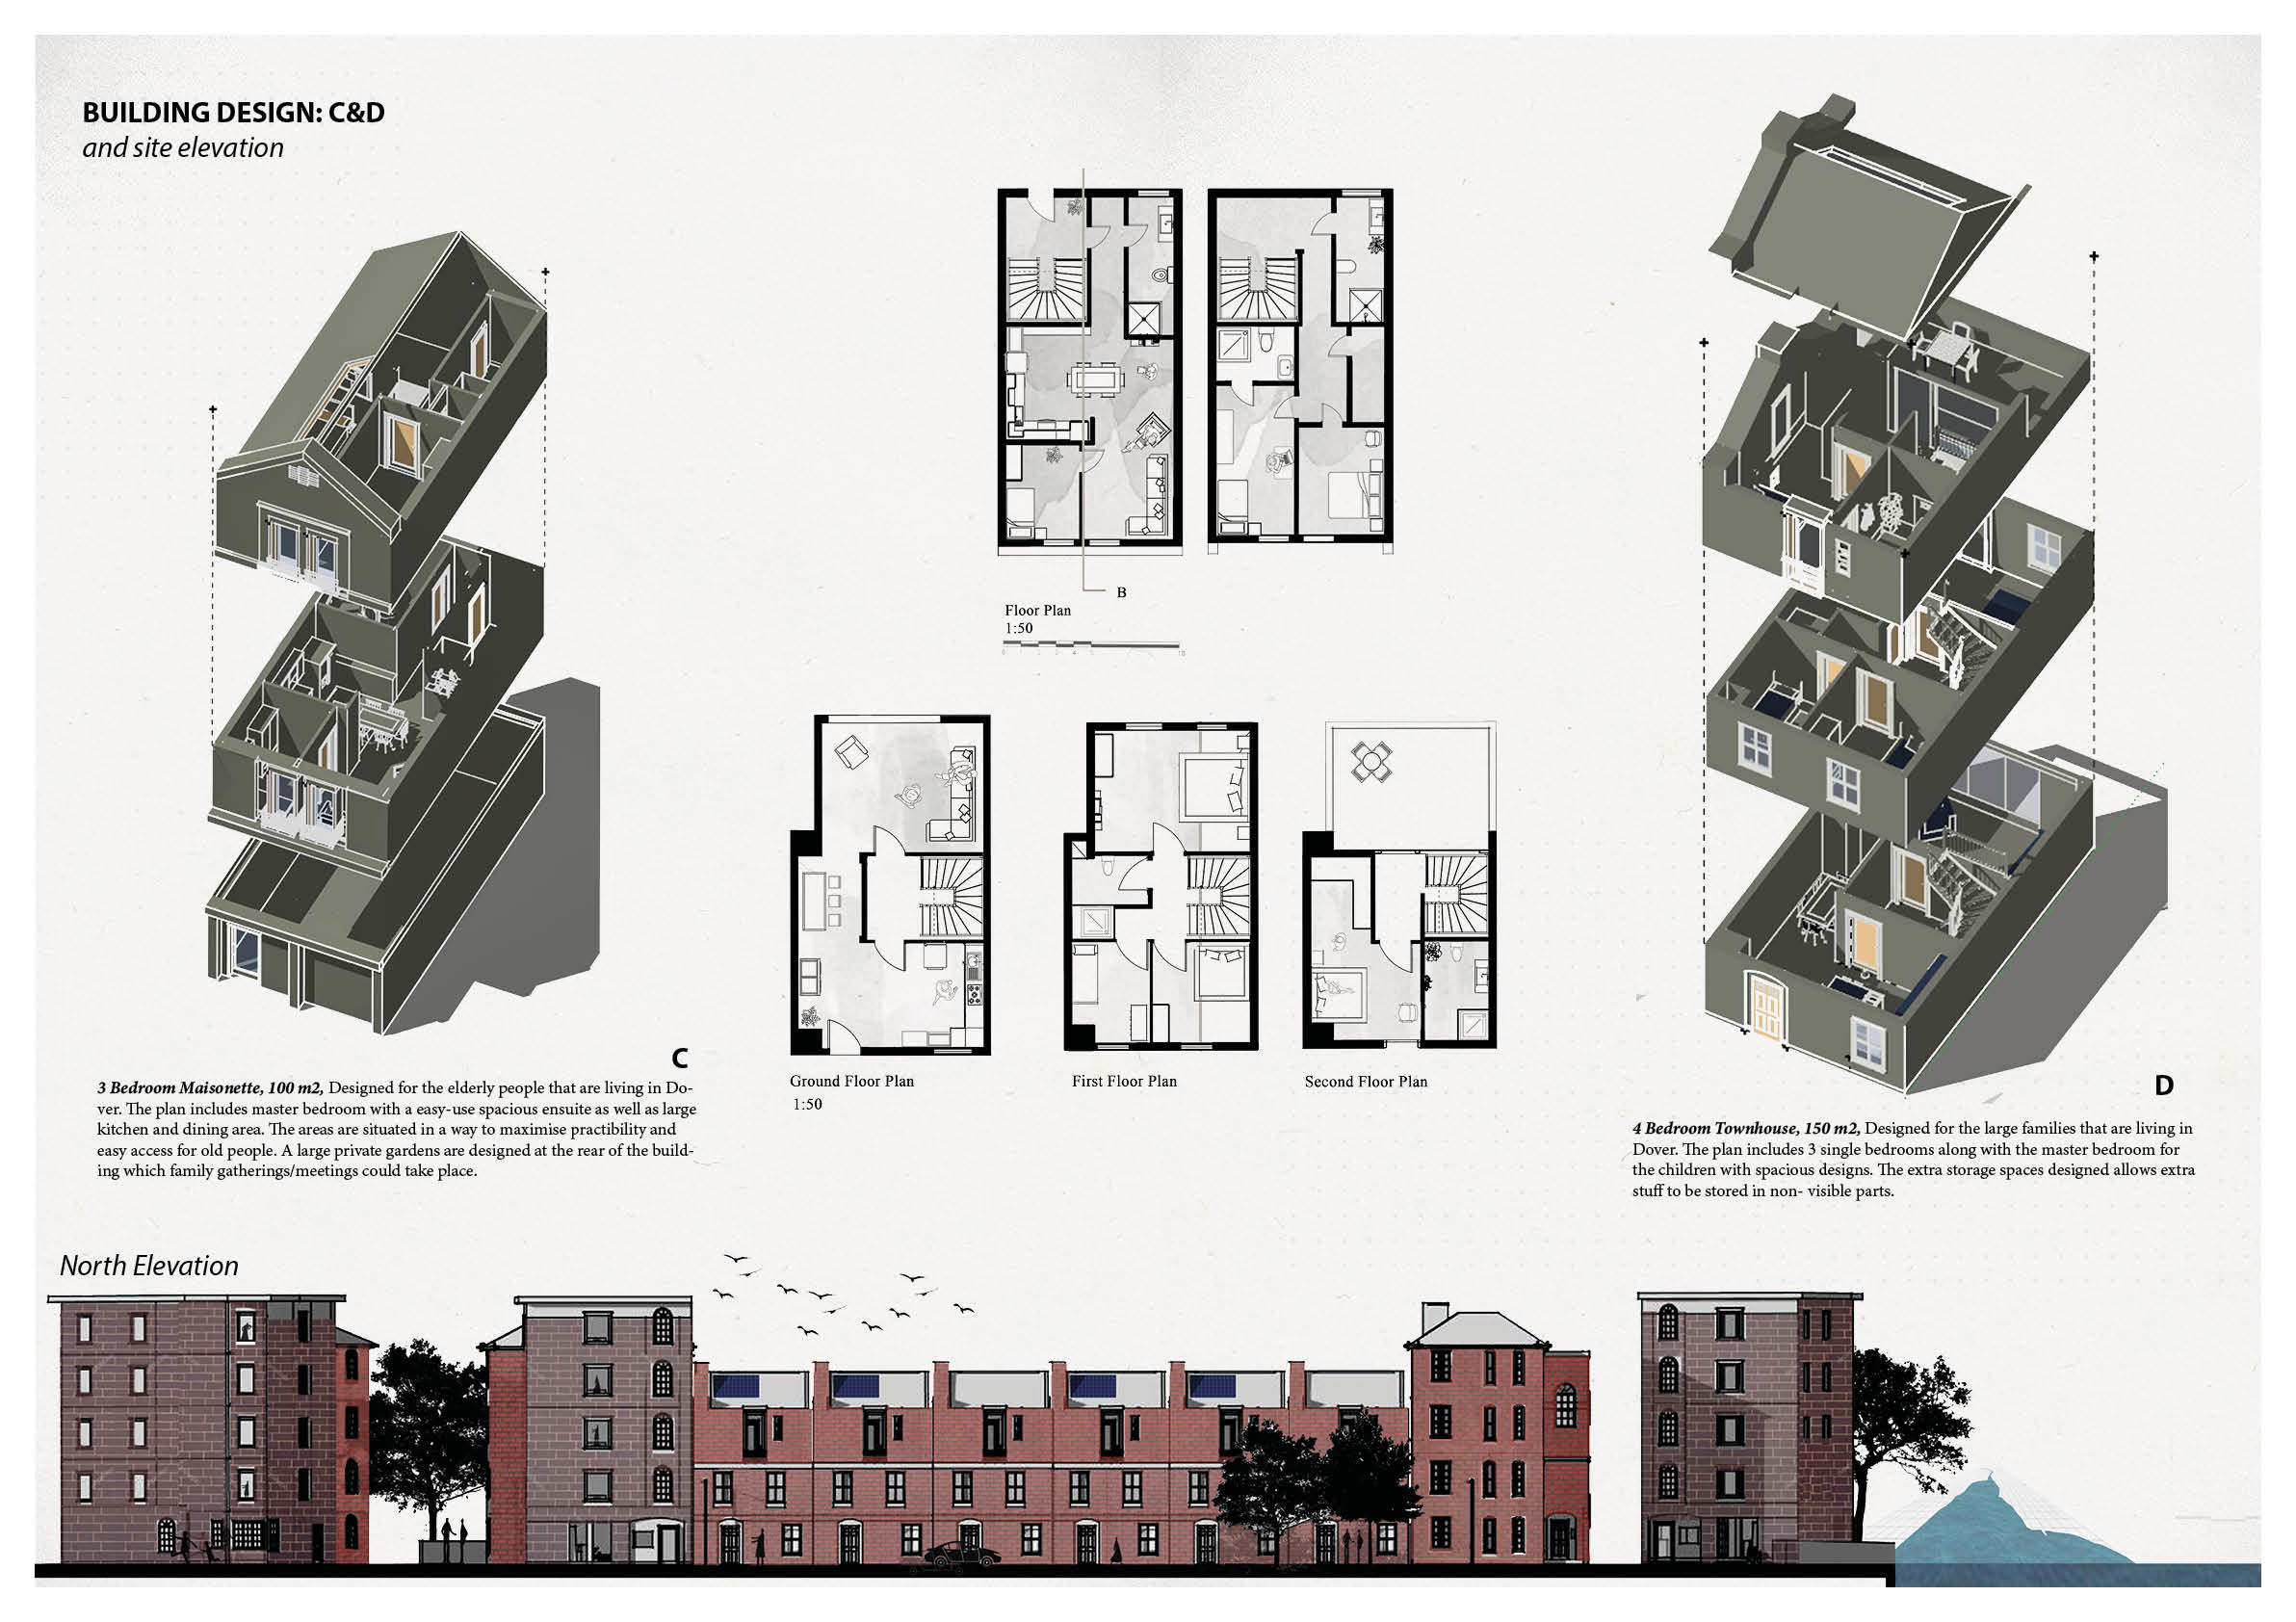 BUILDING DESIGN: C&D
and site elevation
B
Floor Plan
1:50
Ground Floor Plan
1:50
First Floor Plan
Second Floor Plan
C
3 Bedroom Maisonette, 100 m2, Designed for the elderly people that are living in Do-
ver. The plan includes master bedroom with a easy-use spacious ensuite as well as large
kitchen and dining area. The areas are situated in a way to maximise practibility and
easy access for old people. A large private gardens are designed at the rear of the build-
ing which family gatherings/meetings could take place.
D
4 Bedroom Townhouse, 150 m2, Designed for the large families that are living in
Dover. The plan includes 3 single bedrooms along with the master bedroom for
the children with spacious designs. The extra storage spaces designed allows extra
stuff to be stored in non- visible parts.
North Elevation